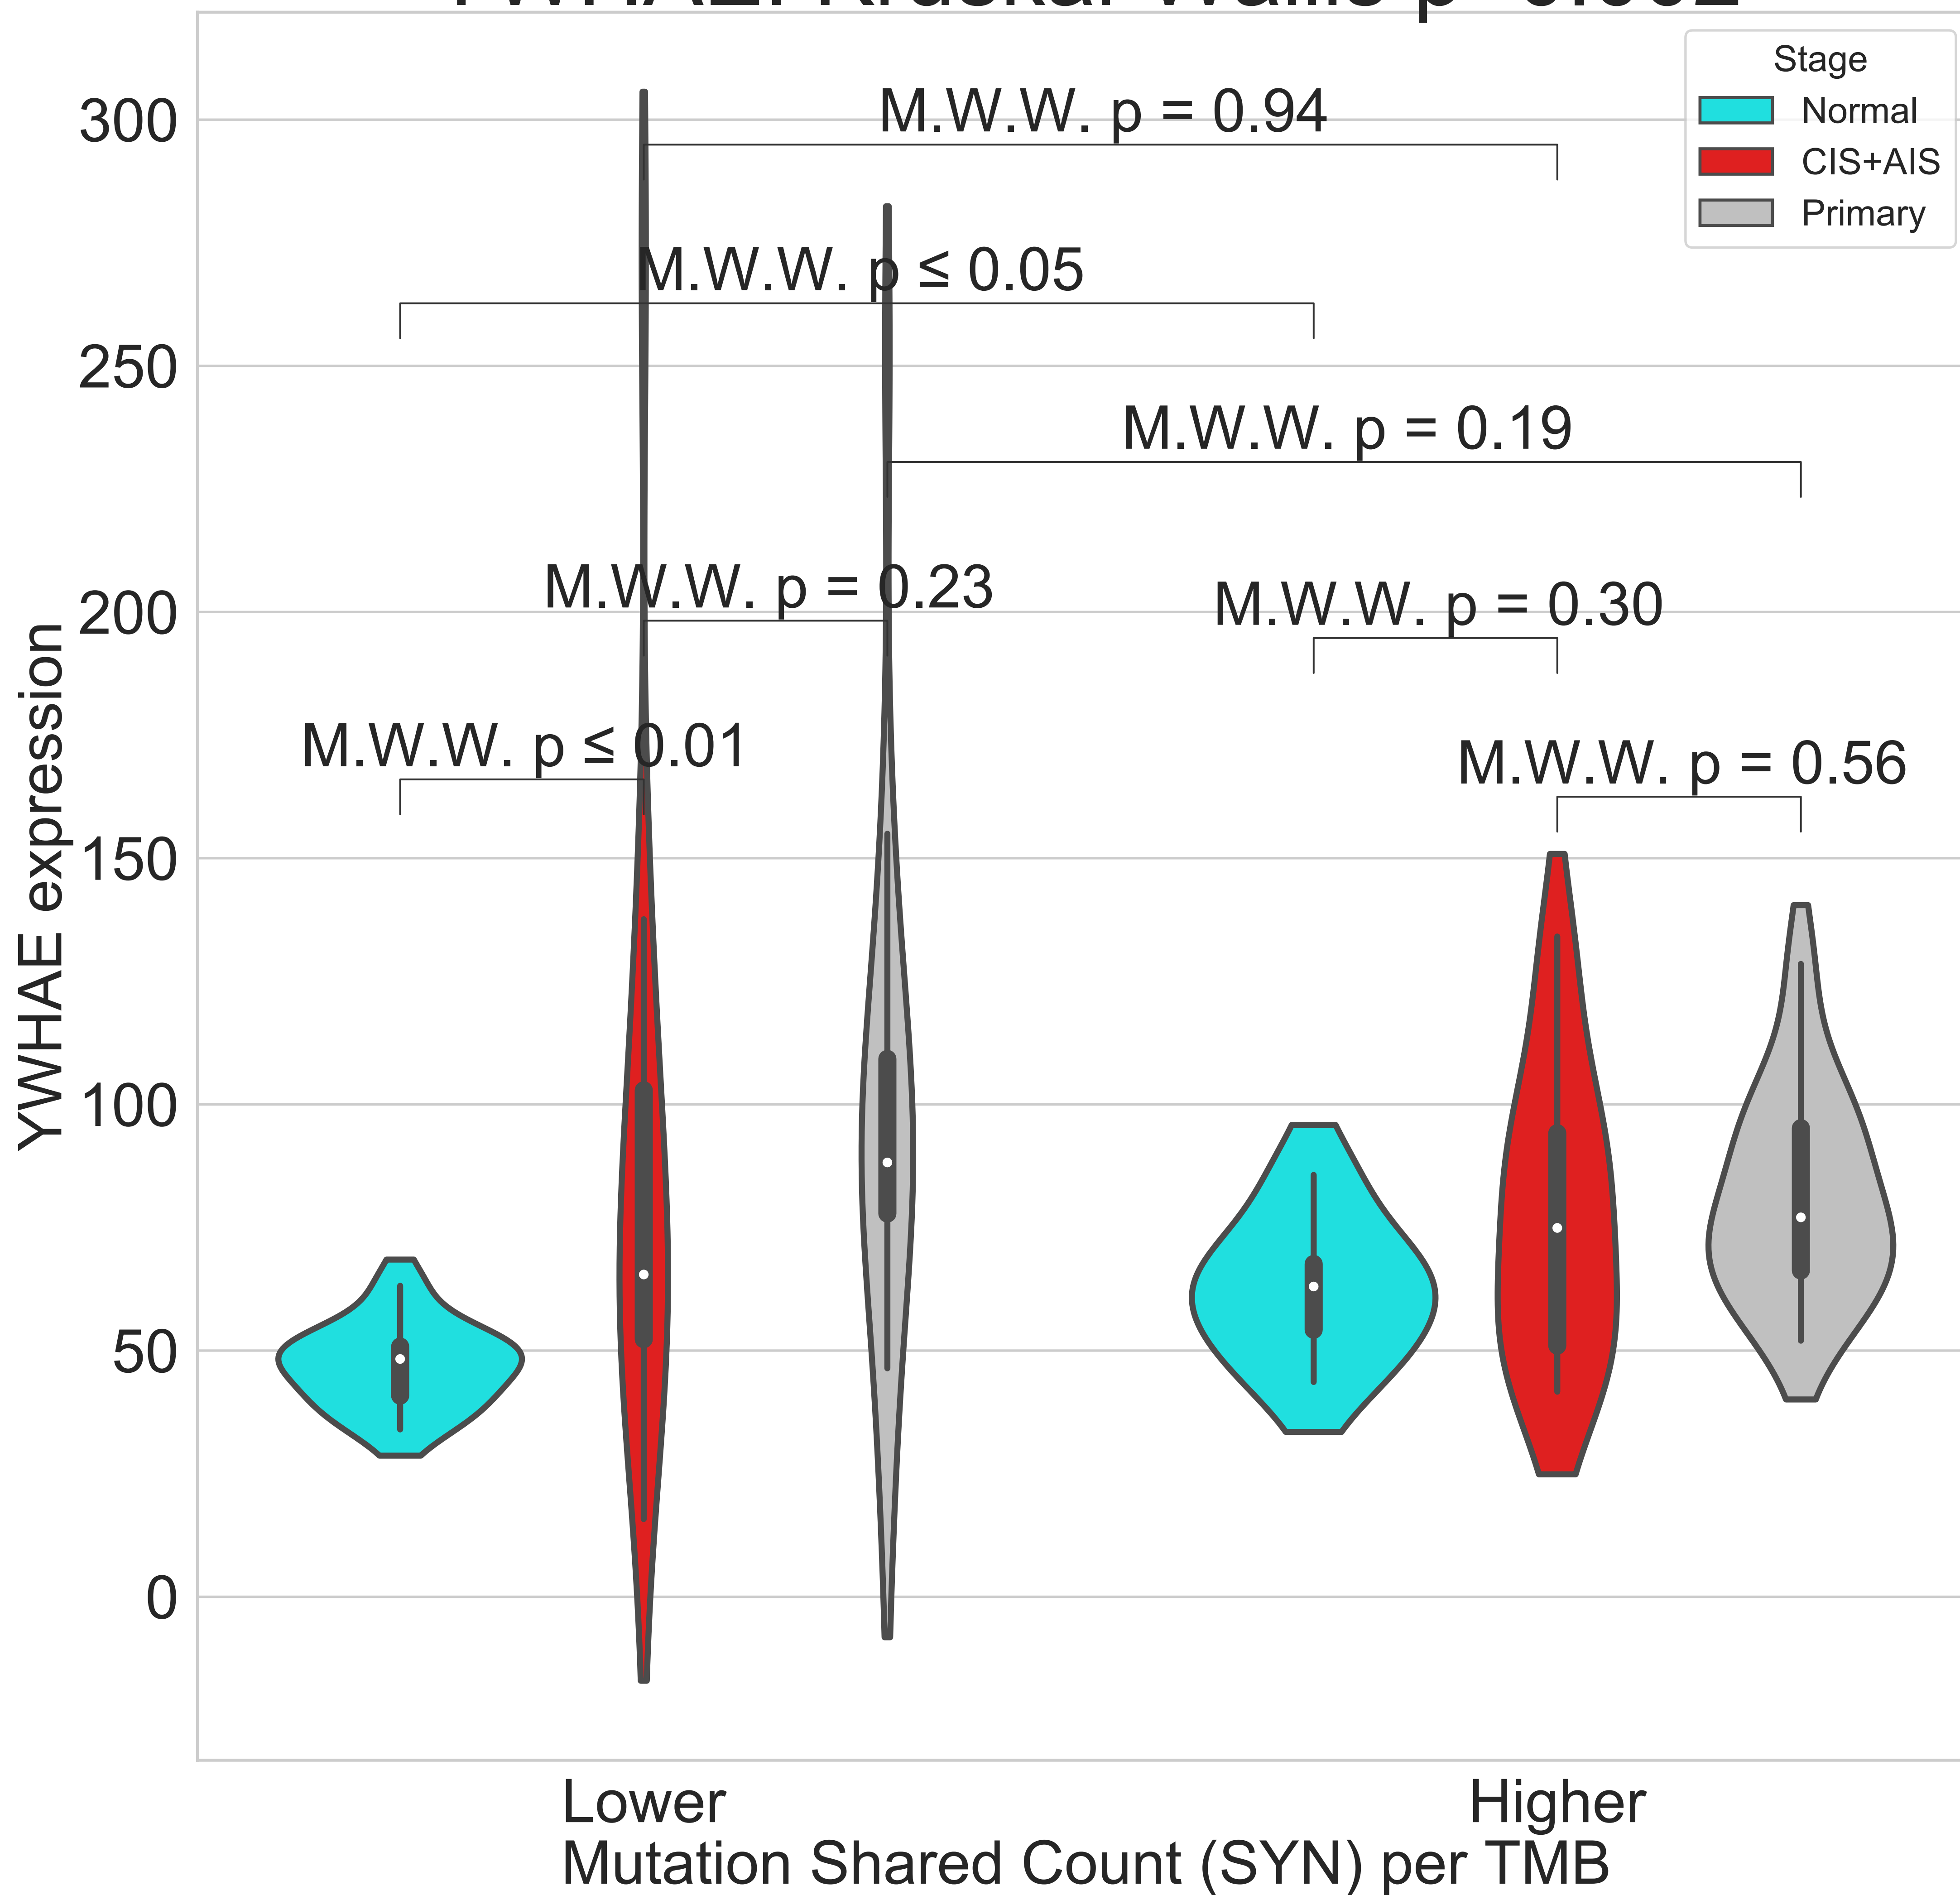 Stage
Normal
CIS+AIS
Primary
M.W.W. p = 0.94
M.W.W. p ≤ 0.05
M.W.W. p = 0.19
M.W.W. p = 0.23
M.W.W. p = 0.30
M.W.W. p ≤ 0.01
M.W.W. p = 0.56
300
250
200
150
100
50
0
YWHAE expression
Lower
Higher
Mutation Shared Count (SYN) per TMB